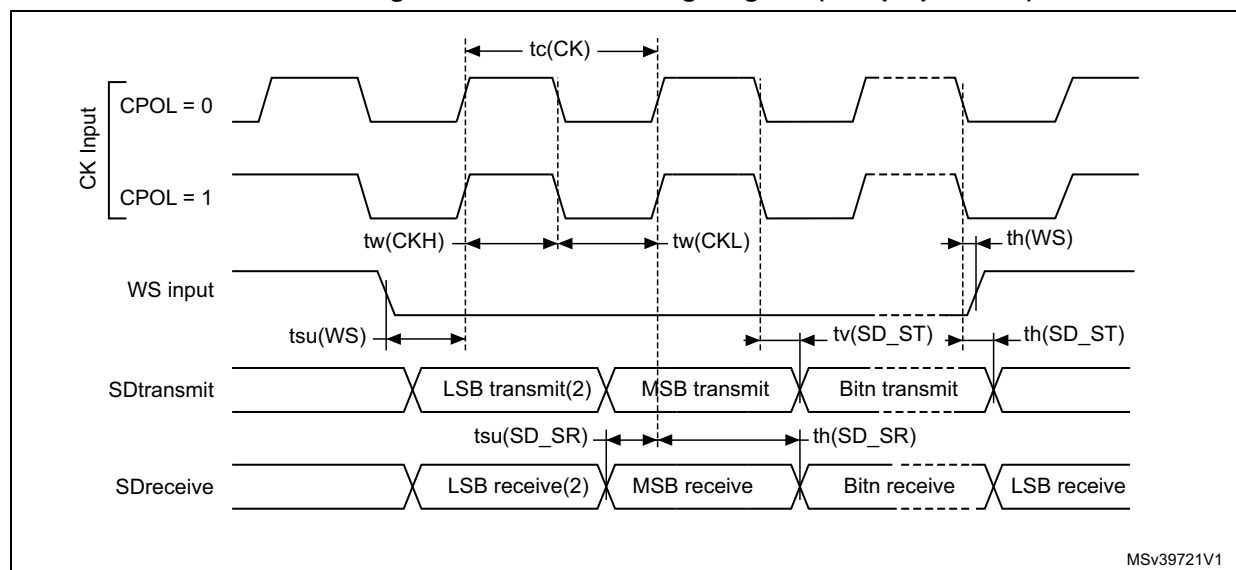 tc(CK)
CK Input
CPOL = 0
CPOL = 1
tw(CKH)
tw(CKL)
th(WS)
WS input
tsu(WS)
tv(SD_ST)
th(SD_ST)
SDtransmit
LSB transmit(2)
MSB transmit
Bitn transmit
tsu(SD_SR)
th(SD_SR)
SDreceive
LSB receive(2)
MSB receive
Bitn receive
LSB receive
MSv39721V1